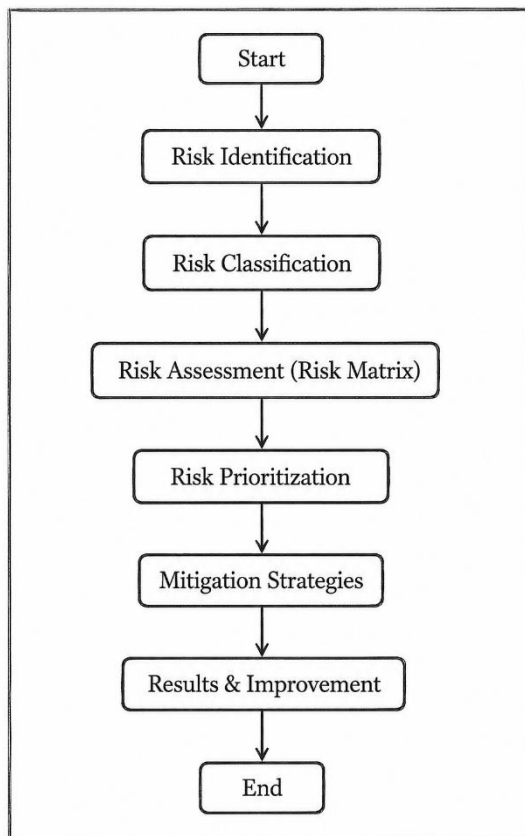 Start
Risk Identification
Risk Classification
Risk Assessment (Risk Matrix)
Risk Prioritization
Mitigation Strategies
Results & Improvement
End